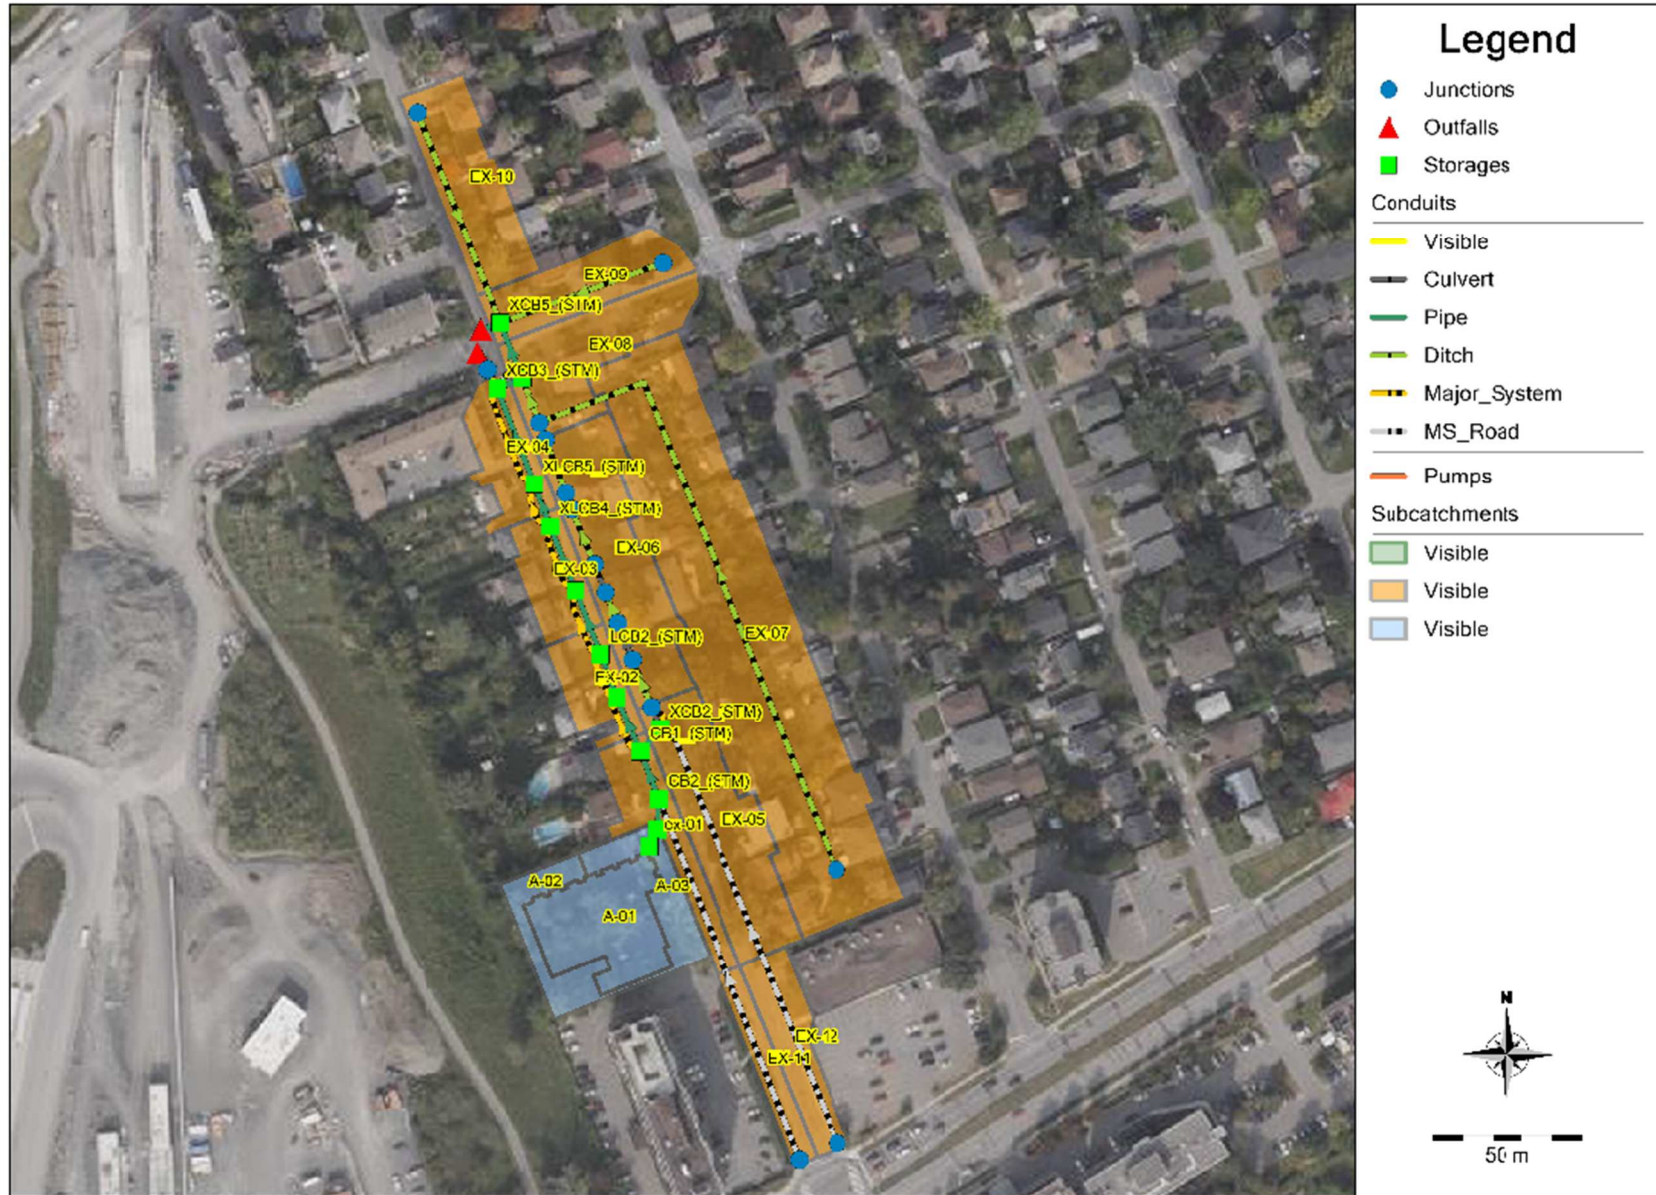 Legend
Junctions
Outfalls
Storages
Conduits
Visible
Culvert
Pipe
Ditch
Major_System
MS_Road
Pumps
Subcatchments
Visible
Visible
Visible
N
50 m
EX-10
EX-09
XCB5_(STM)
EX-08
XCB3_(STM)
EX-04
XLCB5_(STM)
XLCB4_(STM)
EX-06
EX-03
EX-07
LCB2_(STM)
EX-02
XCB2_(STM)
CB1_(STM)
CB2_(STM)
EX-05
Ex-01
A-02
A-03
A-01
EX-12
EX-11